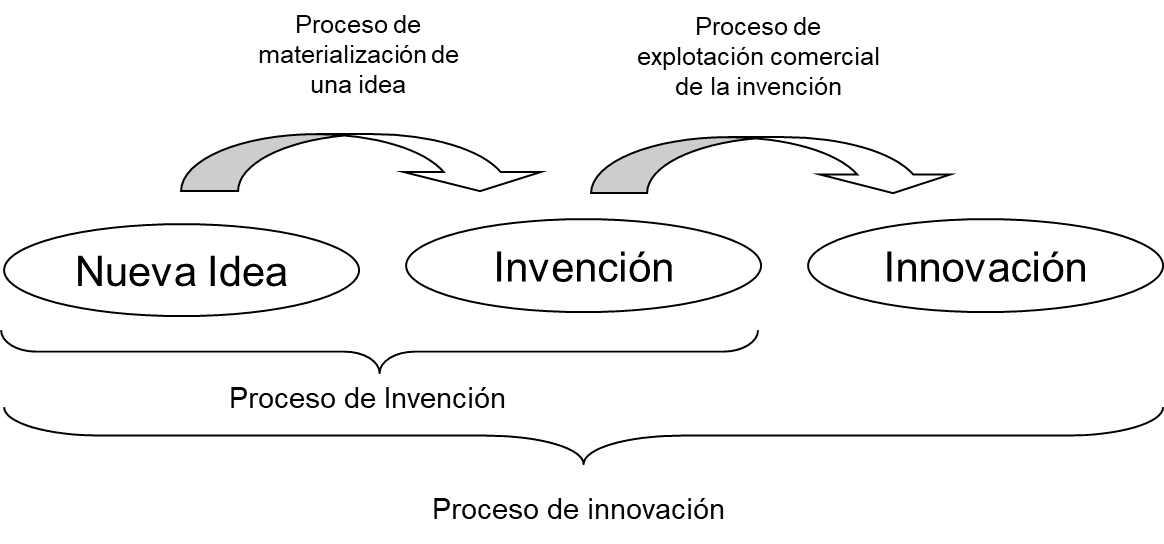 Proceso de
materialización de
una idea
Proceso de
explotación comercial
de la invención
Nueva Idea
Invención
Innovación
Proceso de Invención
Proceso de innovación